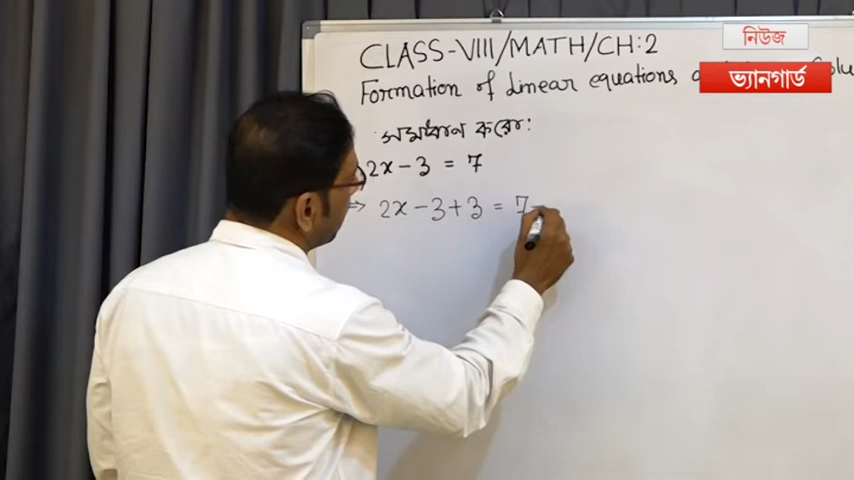 নিউজ
ভ্যানগার্ড
CLASS-VIII/MATH/CH:2
Formation of Linear equations
সমাধান করো:
2x-3 = 7
⇒ 2x-3+3 = 7